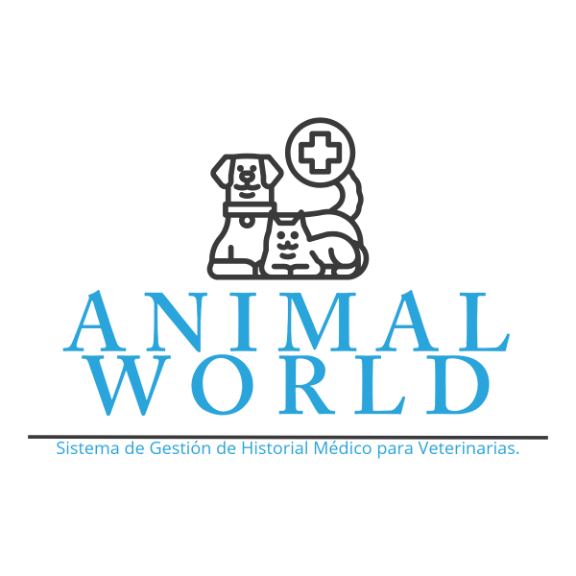 ANIMAL
WORLD
Sistema de Gestión de Historial Médico para Veterinarias.